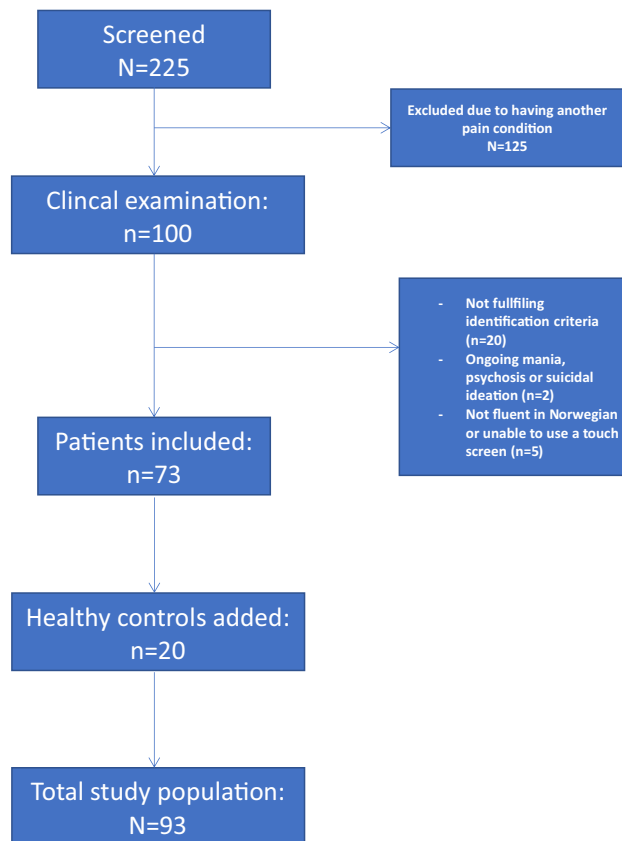 Screened
N=225
Excluded due to having another
pain condition
N=125
Clincal examination:
n=100
- Not fullfiling
identification criteria
(n=20)
- Ongoing mania,
psychosis or suicidal
ideation (n=2)
- Not fluent in Norwegian
or unable to use a touch
screen (n=5)
Patients included:
n=73
Healthy controls added:
n=20
Total study population:
N=93